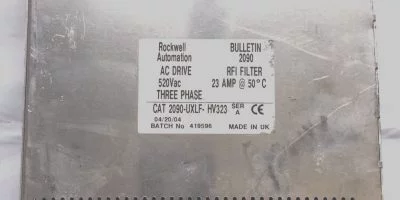 Rockwell BULLETIN
Automation 2090
AC DRIVE RFI FILTER
520Vac 23 AMP @ 50°C
THREE PHASE
CAT 2090-UXLF- HV323 SER A CE
04/20/04
BATCH No 419596 MADE IN UK